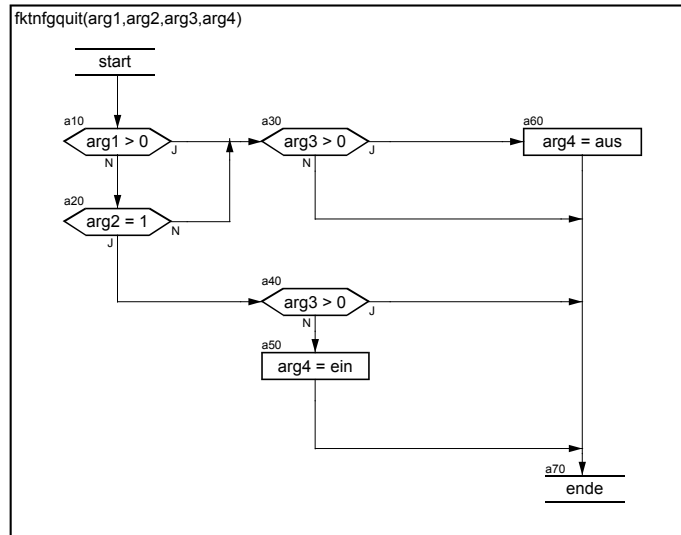 fktnfgquit(arg1,arg2,arg3,arg4)
start
a10
arg1 > 0
J
N
a30
arg3 > 0
J
N
a60
arg4 = aus
a20
arg2 = 1
N
J
a40
arg3 > 0
J
N
a50
arg4 = ein
a70
ende